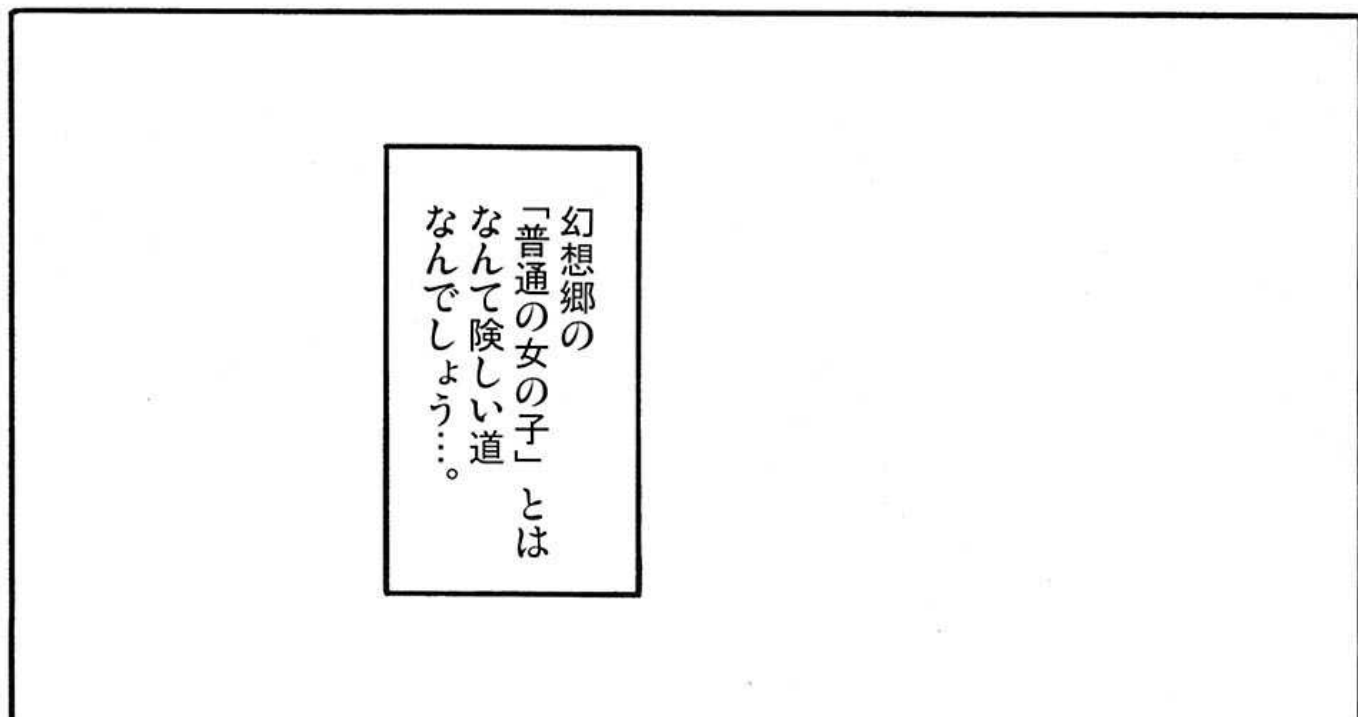 幻想郷の
「普通の女の子」とは
なんて険しい道
なんでしょう…。